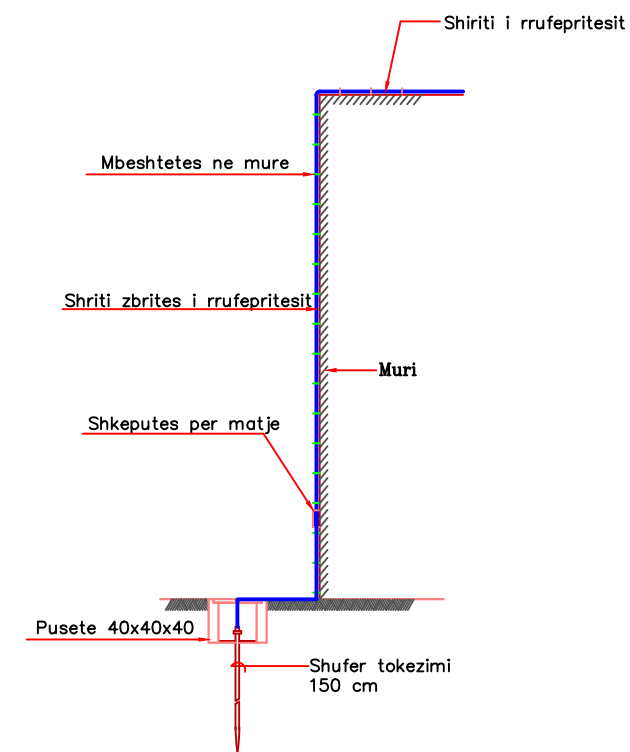 Shiriti i rrufepritesit
Mbeshtetes ne mure
Shriti zbrites i rrufepritesit
Muri
Shkeputes per matje
Pusete 40x40x40
Shufer tokezimi
150 cm